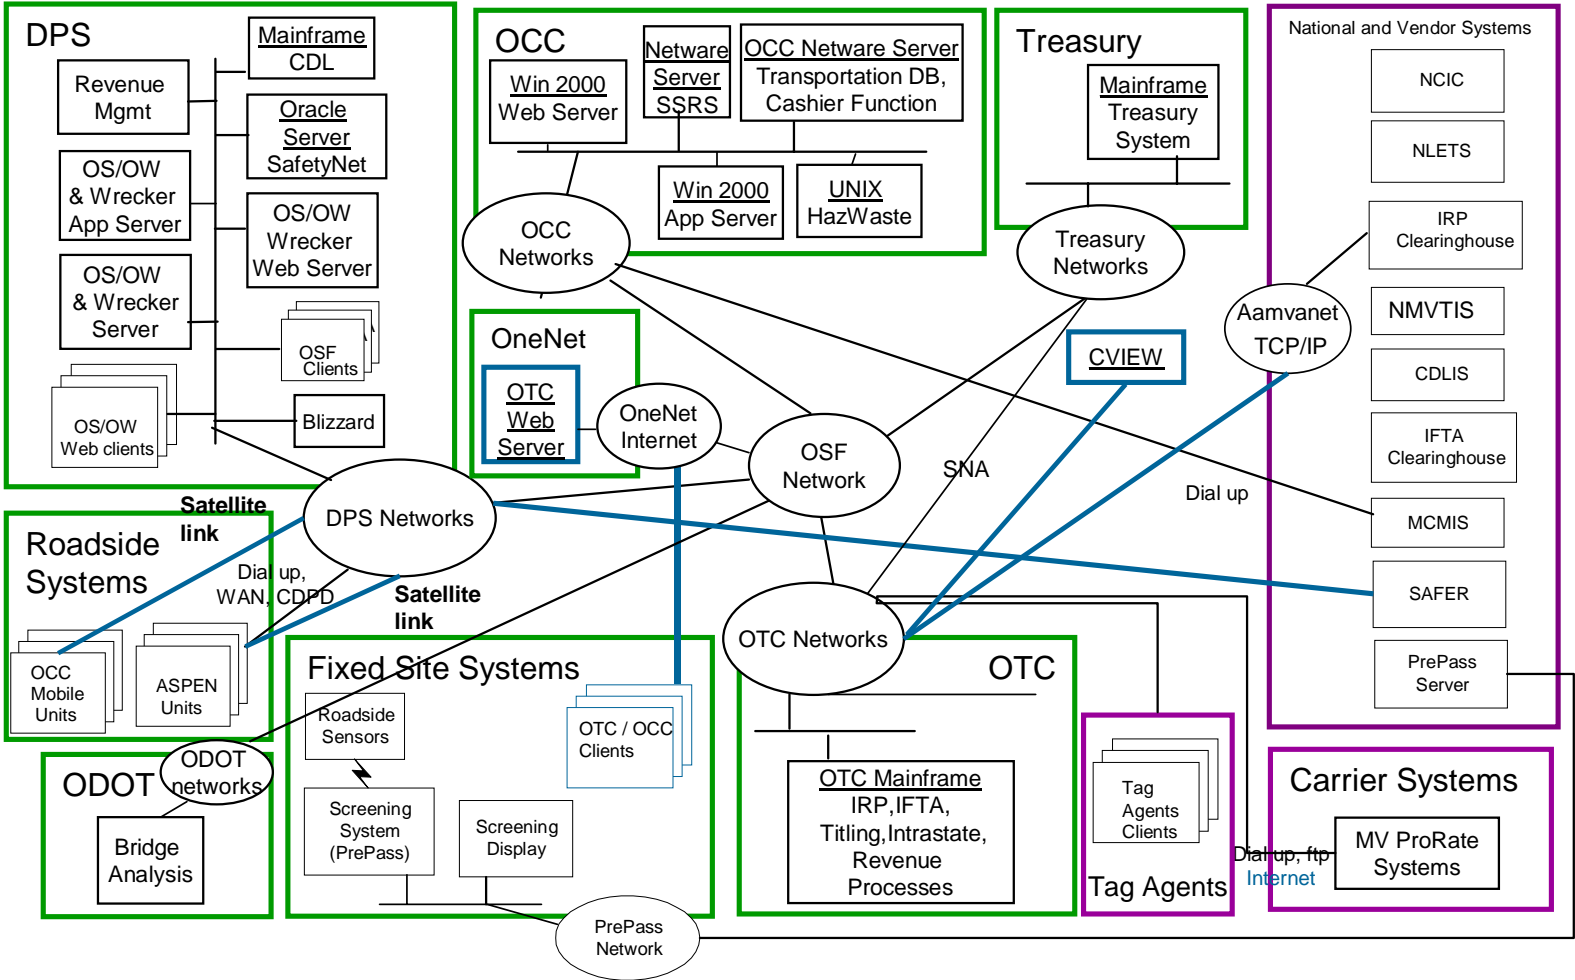 DPS
Mainframe
CDL
Revenue
Mgmt
Oracle
Server
SafetyNet
OS/OW
& Wrecker
App Server
OS/OW
Wrecker
Web Server
OS/OW
& Wrecker
Server
OSF
Clients
OS/OW
Web clients
Blizzard
OCC
Win 2000
Web Server
Netware
Server
SSRS
OCC Netware Server
Transportation DB,
Cashier Function
Win 2000
App Server
UNIX
HazWaste
OCC
Networks
Treasury
Mainframe
Treasury
System
Treasury
Networks
National and Vendor Systems
NCIC
NLETS
IRP
Clearinghouse
Aamvanet
TCP/IP
NMVTIS
CDLIS
IFTA
Clearinghouse
MCMIS
SAFER
PrePass
Server
OneNet
OTC
Web
Server
OneNet
Internet
OSF
Network
CVIEW
SNA
Dial up
Satellite
link
DPS Networks
Roadside
Systems
Dial up,
WAN, CDPD
Satellite
link
OCC
Mobile
Units
ASPEN
Units
OTC Networks
OTC
Fixed Site Systems
Roadside
Sensors
OTC / OCC
Clients
Screening
System
(PrePass)
Screening
Display
PrePass
Network
ODOT
ODOT
networks
Bridge
Analysis
OTC Mainframe
IRP,IFTA,
Titling,Intrastate,
Revenue
Processes
Tag
Agents
Clients
Tag Agents
Carrier Systems
MV ProRate
Systems
Dial up, ftp
Internet